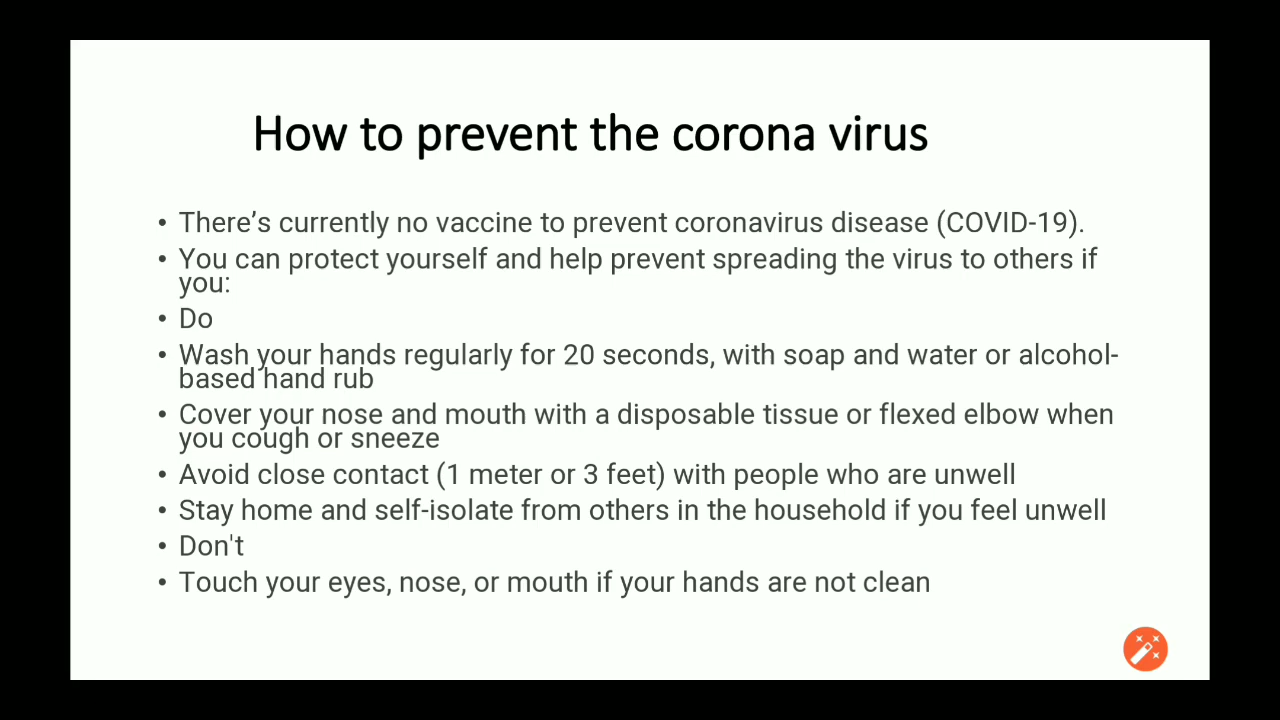 How to prevent the corona virus
• There’s currently no vaccine to prevent coronavirus disease (COVID-19).
• You can protect yourself and help prevent spreading the virus to others if
you:
• Do
• Wash your hands regularly for 20 seconds, with soap and water or alcohol-
based hand rub
• Cover your nose and mouth with a disposable tissue or flexed elbow when
you cough or sneeze
• Avoid close contact (1 meter or 3 feet) with people who are unwell
• Stay home and self-isolate from others in the household if you feel unwell
• Don't
• Touch your eyes, nose, or mouth if your hands are not clean